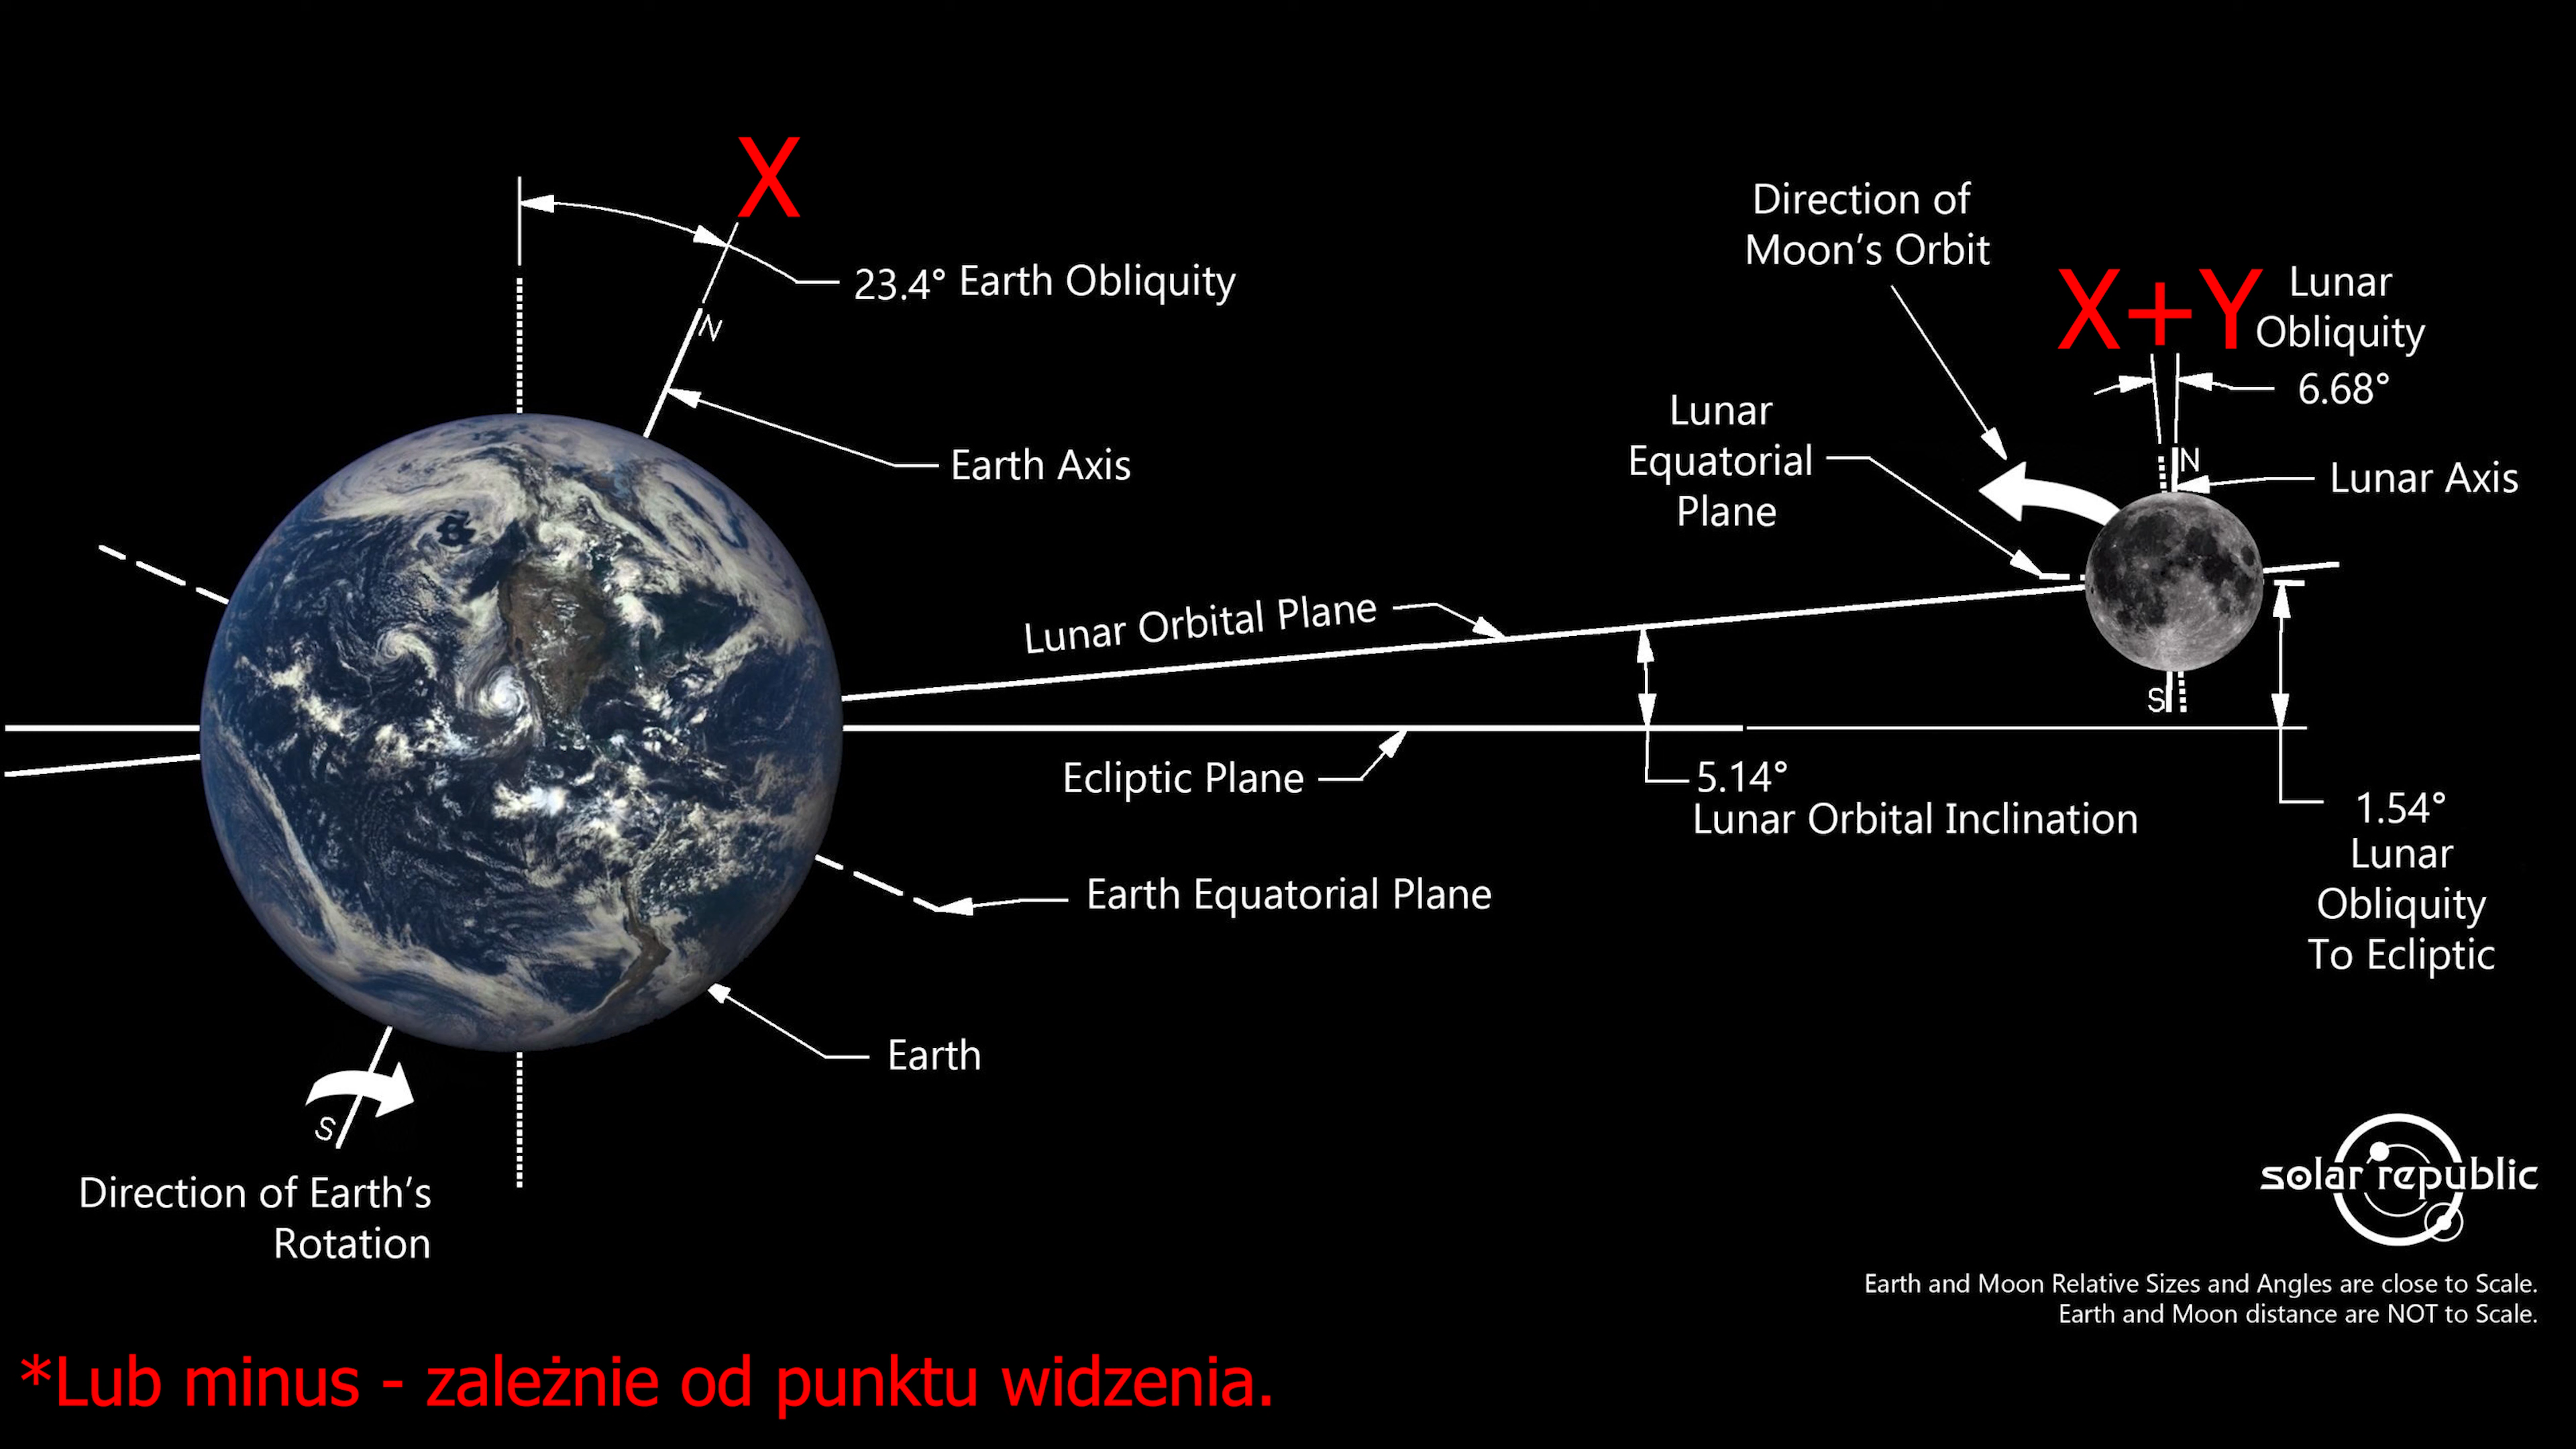 X
23.4° Earth Obliquity
N
Earth Axis
Direction of
Moon's Orbit
X+Y
Lunar
Obliquity
6.68°
Lunar
Equatorial
Plane
N
Lunar Axis
Lunar Orbital Plane
S
Ecliptic Plane
5.14°
Lunar Orbital Inclination
1.54°
Lunar
Obliquity
To Ecliptic
Earth Equatorial Plane
Earth
S
Direction of Earth's
Rotation
solar republic
Earth and Moon Relative Sizes and Angles are close to Scale.
Earth and Moon distance are NOT to Scale.
*Lub minus - zależnie od punktu widzenia.